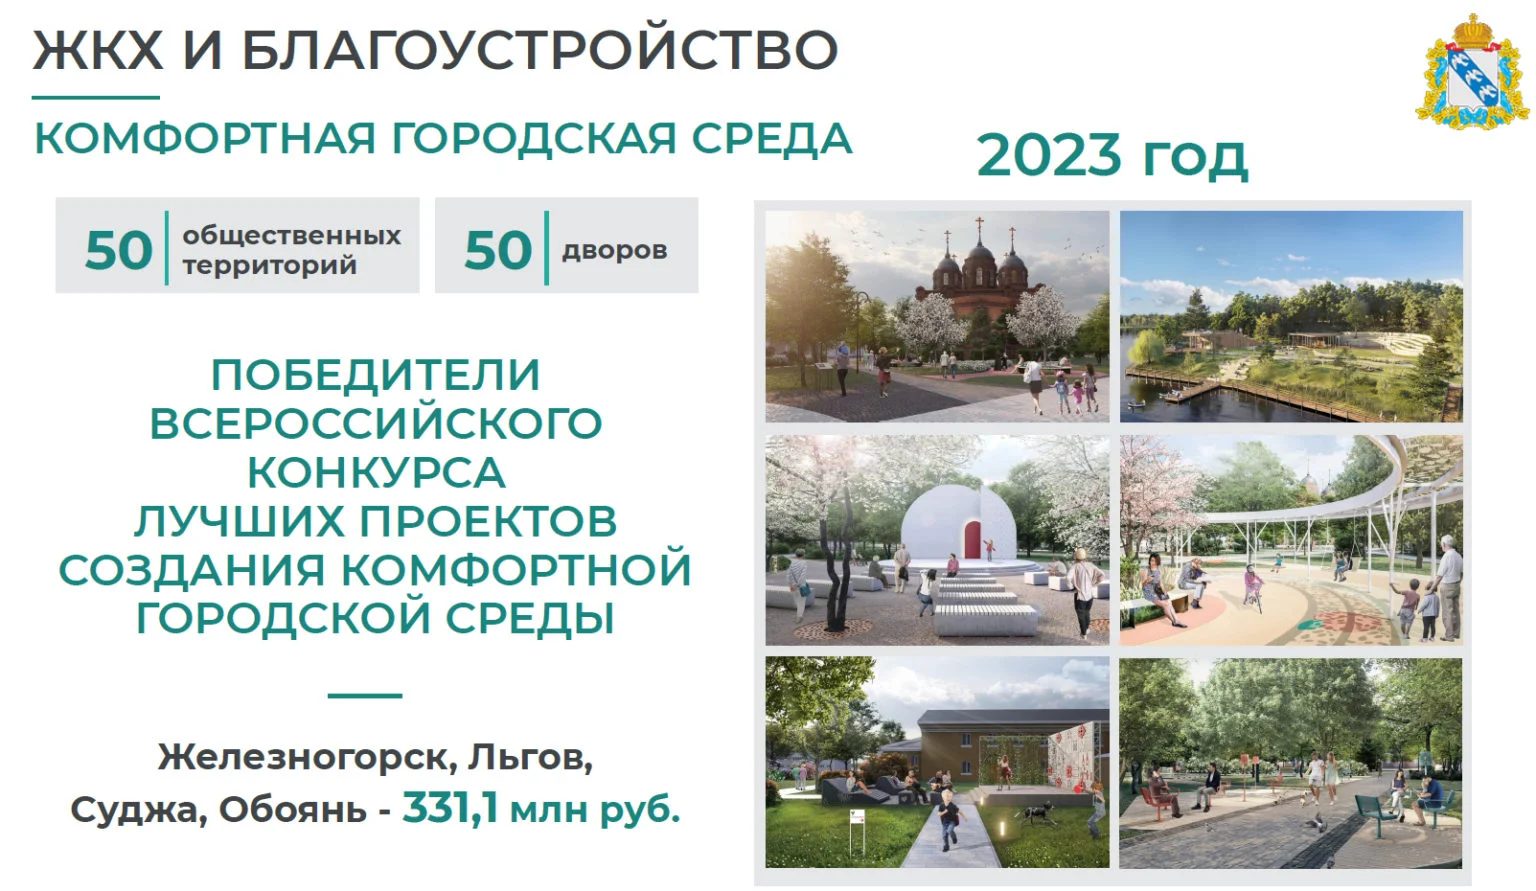 ЖКХ И БЛАГОУСТРОЙСТВО
КОМФОРТНАЯ ГОРОДСКАЯ СРЕДА
2023 год
50 общественных
территорий
50 дворов
ПОБЕДИТЕЛИ
ВСЕРОССИЙСКОГО
КОНКУРСА
ЛУЧШИХ ПРОЕКТОВ
СОЗДАНИЯ КОМФОРТНОЙ
ГОРОДСКОЙ СРЕДЫ
Железногорск, Льгов,
Суджа, Обоянь - 331,1 млн руб.